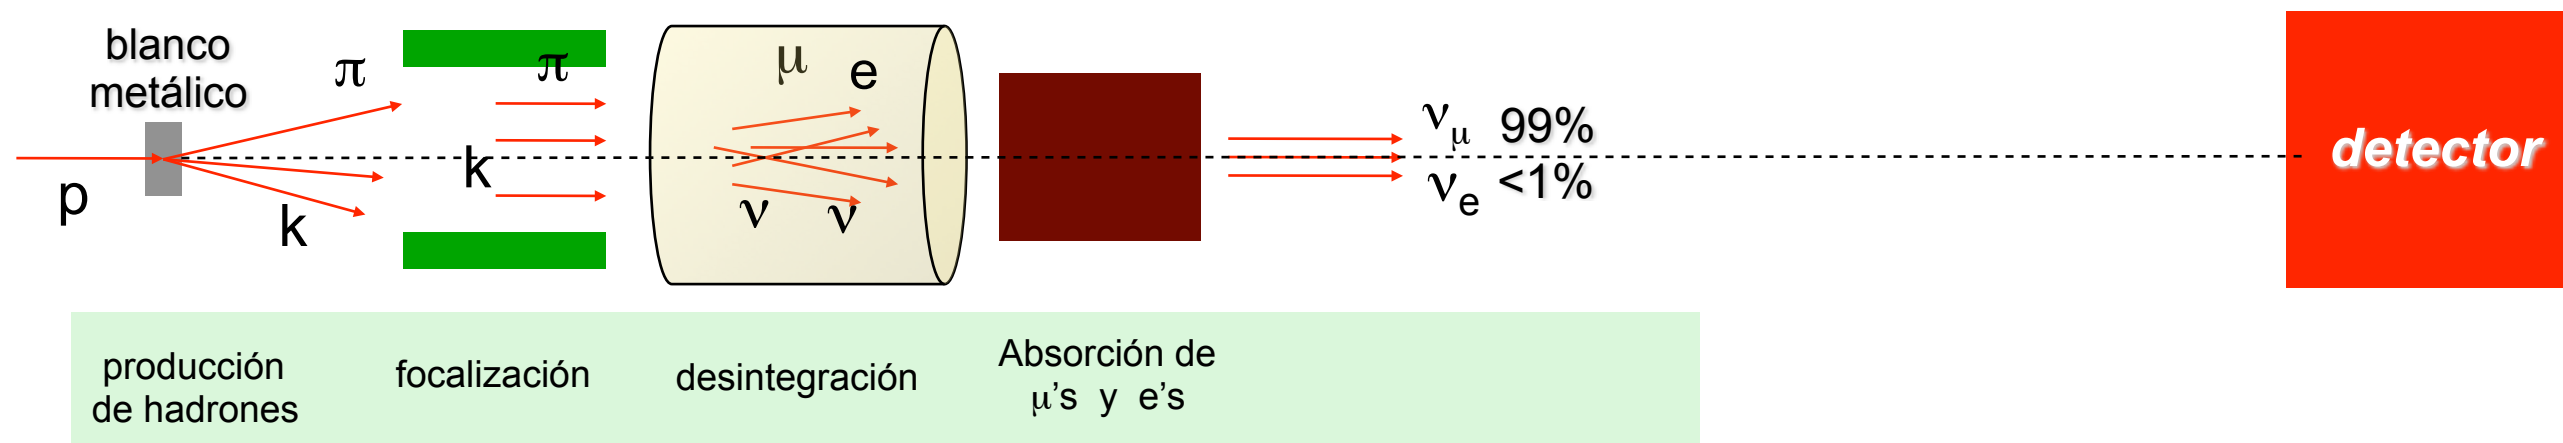 blanco
metálico
p
π
k
π
k
μ
e
ν
ν
νμ 99%
νe <1%
detector
producción
de hadrones
focalización
desintegración
Absorción de
μ's y e's